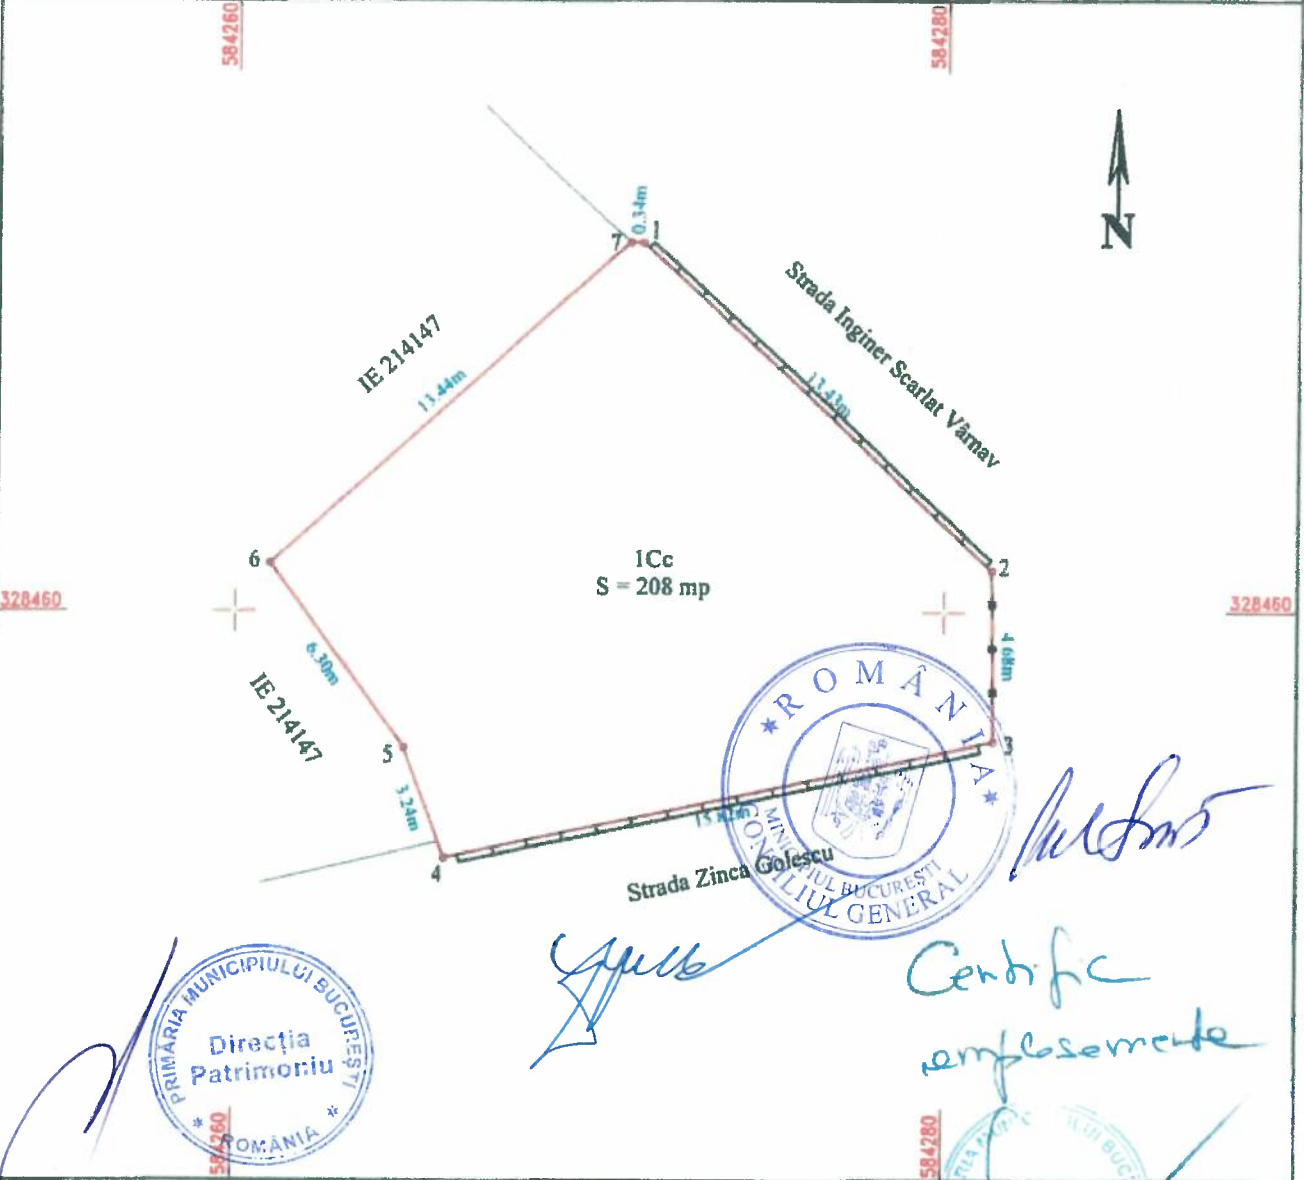 584260
584280
N
7
0.34m
1
Strada Inginer Scarlat Vârnav
IE 214147
13.44m
13.43m
6
2
1Cc
S = 208 mp
328460
328460
6.30m
4.68m
IE 214147
5
3
3.24m
15.82m
4
Strada Zinca Golescu
* ROMÂNIA *
MUNICIPIUL BUCUREȘTI
CONSILIUL GENERAL
Certific
amplasamente
PRIMĂRIA MUNICIPIULUI BUCUREȘTI
Direcția
Patrimoniu
* ROMÂNIA *
584260
584280